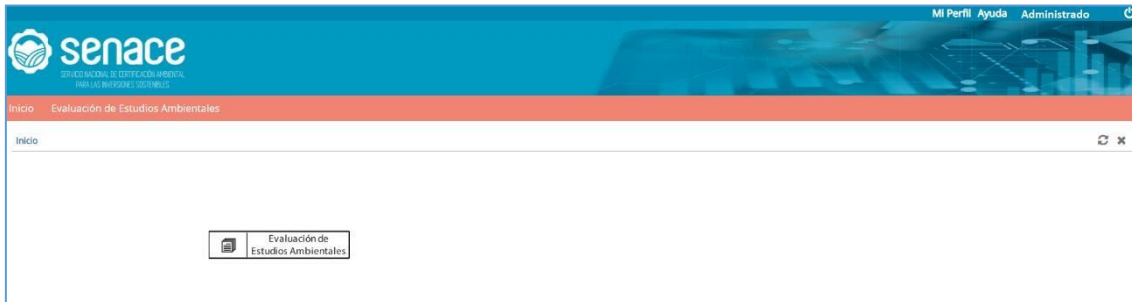 Mi Perfil Ayuda Administrado
senace
SERVICIO NACIONAL DE CERTIFICACIÓN AMBIENTAL
PARA LAS INVERSIONES SOSTENIBLES
Inicio Evaluación de Estudios Ambientales
Inicio
Evaluación de
Estudios Ambientales